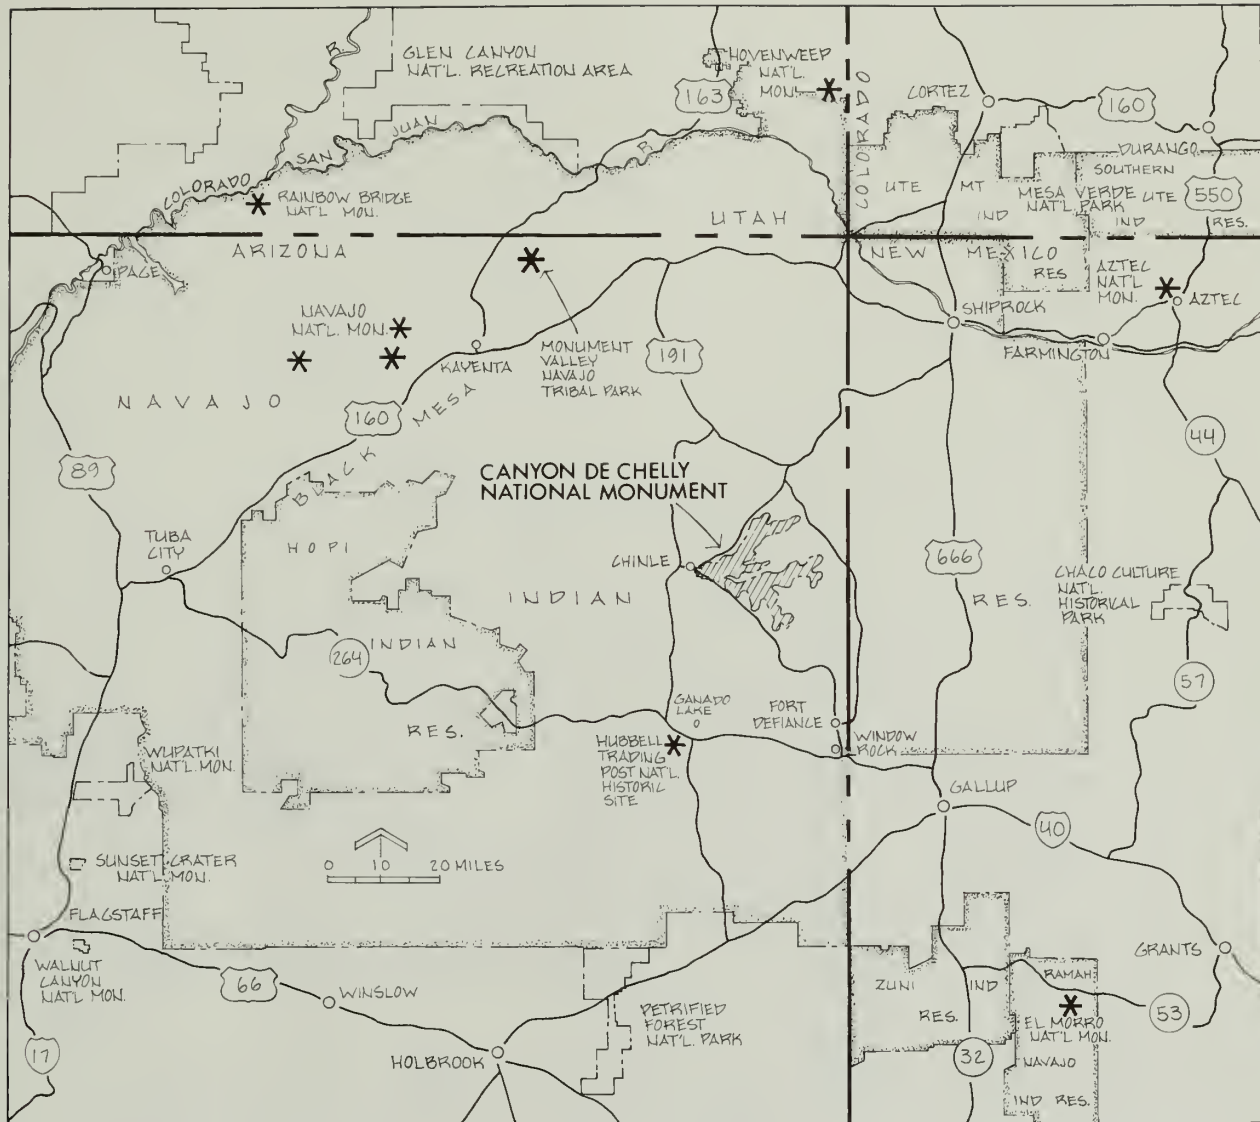 GLEN CANYON
NAT'L. RECREATION AREA
HOVENWEEP
NAT'L.
MON.
163
COLORADO
CORTEZ
160
DURANGO
R.
SAN
JUAN
R.
COLORADO
RAINBOW BRIDGE
NAT'L MON.
UTE MT
IND
RES
MESA VERDE
NAT'L PARK
SOUTHERN
UTE
IND
RES.
550
UTAH
ARIZONA
NEW MEXICO
PAGE
AZTEC
NAT'L
MON.
AZTEC
NAVAJO
NAT'L. MON.
SHIPROCK
FARMINGTON
KAYENTA
MONUMENT
VALLEY
NAVAJO
TRIBAL PARK
191
NAVAJO
160
BLACK MESA
44
89
CANYON DE CHELLY
NATIONAL MONUMENT
TUBA
CITY
HOPI
CHINLE
666
INDIAN
RES.
CHACO CULTURE
NAT'L.
HISTORICAL
PARK
264
INDIAN
57
GANADO
LAKE
FORT
DEFIANCE
RES.
WINDOW
ROCK
HUBBELL
TRADING
POST NAT'L.
HISTORIC
SITE
WUPATKI
NAT'L. MON.
GALLUP
40
0 10 20 MILES
SUNSET CRATER
NAT'L MON.
FLAGSTAFF
WALNUT
CANYON
NAT'L MON.
66
WINSLOW
GRANTS
ZUNI
IND
RES.
RAMAH
53
EL MORRO
NAT'L MON.
NAVAJO
IND RES.
PETRIFIED
FOREST
NAT'L. PARK
17
HOLBROOK
32